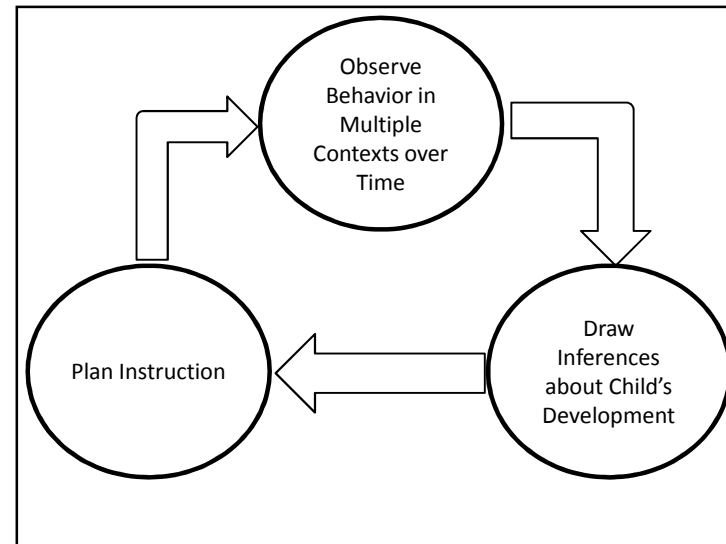 Observe
Behavior in
Multiple
Contexts over
Time
Plan Instruction
Draw
Inferences
about Child’s
Development